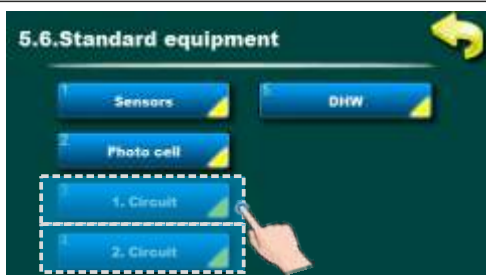 5.6.Standard equipment
1
Sensors
5
DHW
2
Photo cell
3
1. Circuit
4
2. Circuit